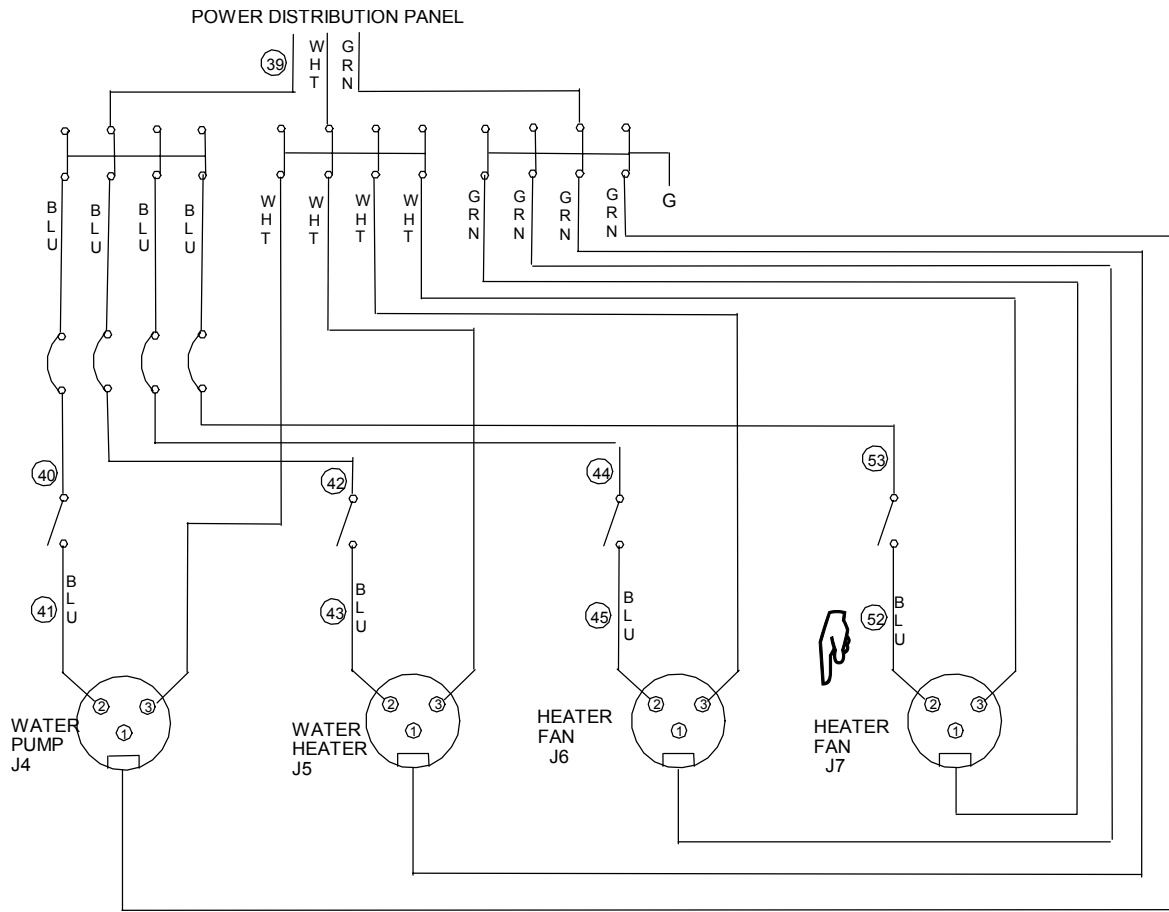 POWER DISTRIBUTION PANEL
39
WHT
GRN
BLU
BLU
BLU
BLU
WHT
WHT
WHT
WHT
GRN
GRN
GRN
GRN
G
40
42
44
53
41
BLU
43
BLU
45
BLU
52
BLU
2
3
1
2
3
1
2
3
1
2
3
1
WATER
PUMP
J4
WATER
HEATER
J5
HEATER
FAN
J6
HEATER
FAN
J7